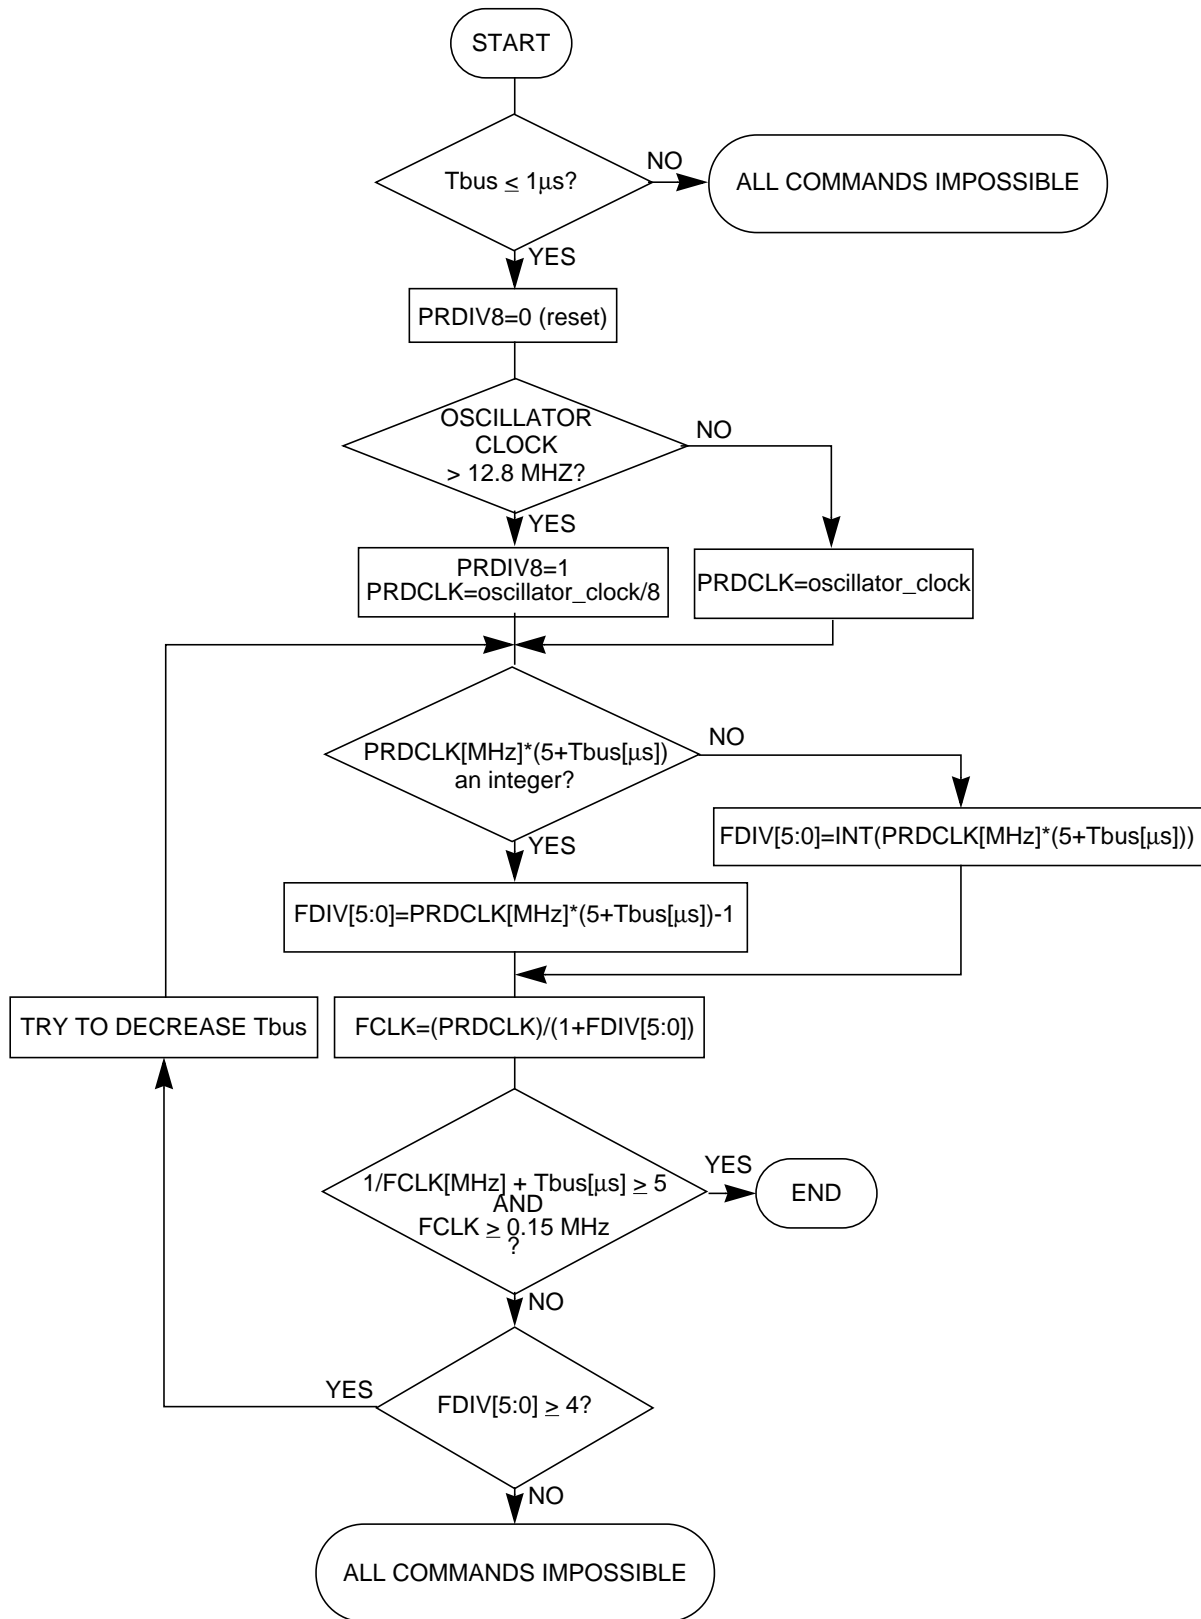 START
Tbus ≤ 1μs?
NO
ALL COMMANDS IMPOSSIBLE
YES
PRDIV8=0 (reset)
OSCILLATOR
CLOCK
> 12.8 MHZ?
NO
YES
PRDIV8=1
PRDCLK=oscillator_clock/8
PRDCLK=oscillator_clock
PRDCLK[MHz]*(5+Tbus[μs])
an integer?
NO
YES
FDIV[5:0]=INT(PRDCLK[MHz]*(5+Tbus[μs]))
FDIV[5:0]=PRDCLK[MHz]*(5+Tbus[μs])-1
TRY TO DECREASE Tbus
FCLK=(PRDCLK)/(1+FDIV[5:0])
1/FCLK[MHz] + Tbus[μs] ≥ 5
AND
FCLK ≥ 0.15 MHz
?
YES
END
NO
FDIV[5:0] ≥ 4?
YES
NO
ALL COMMANDS IMPOSSIBLE